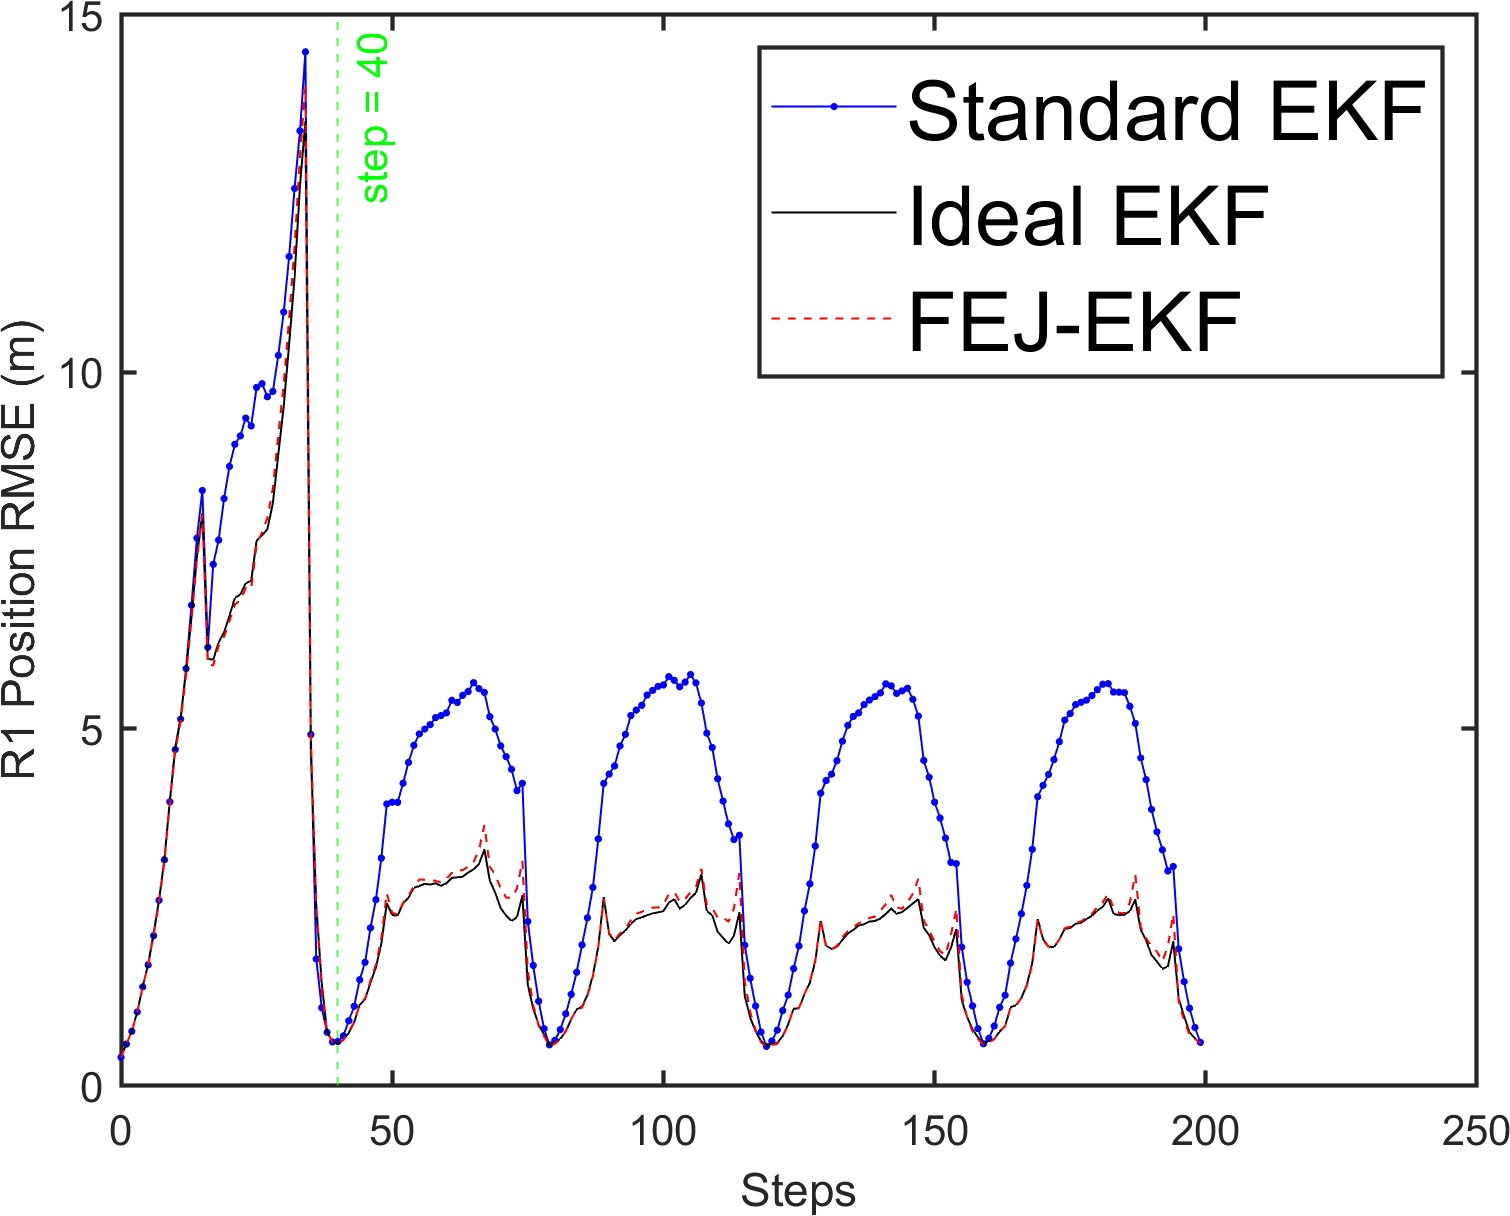 15
10
5
0
R1 Position RMSE (m)
step = 40
Standard EKF
Ideal EKF
FEJ-EKF
0 50 100 150 200 250
Steps